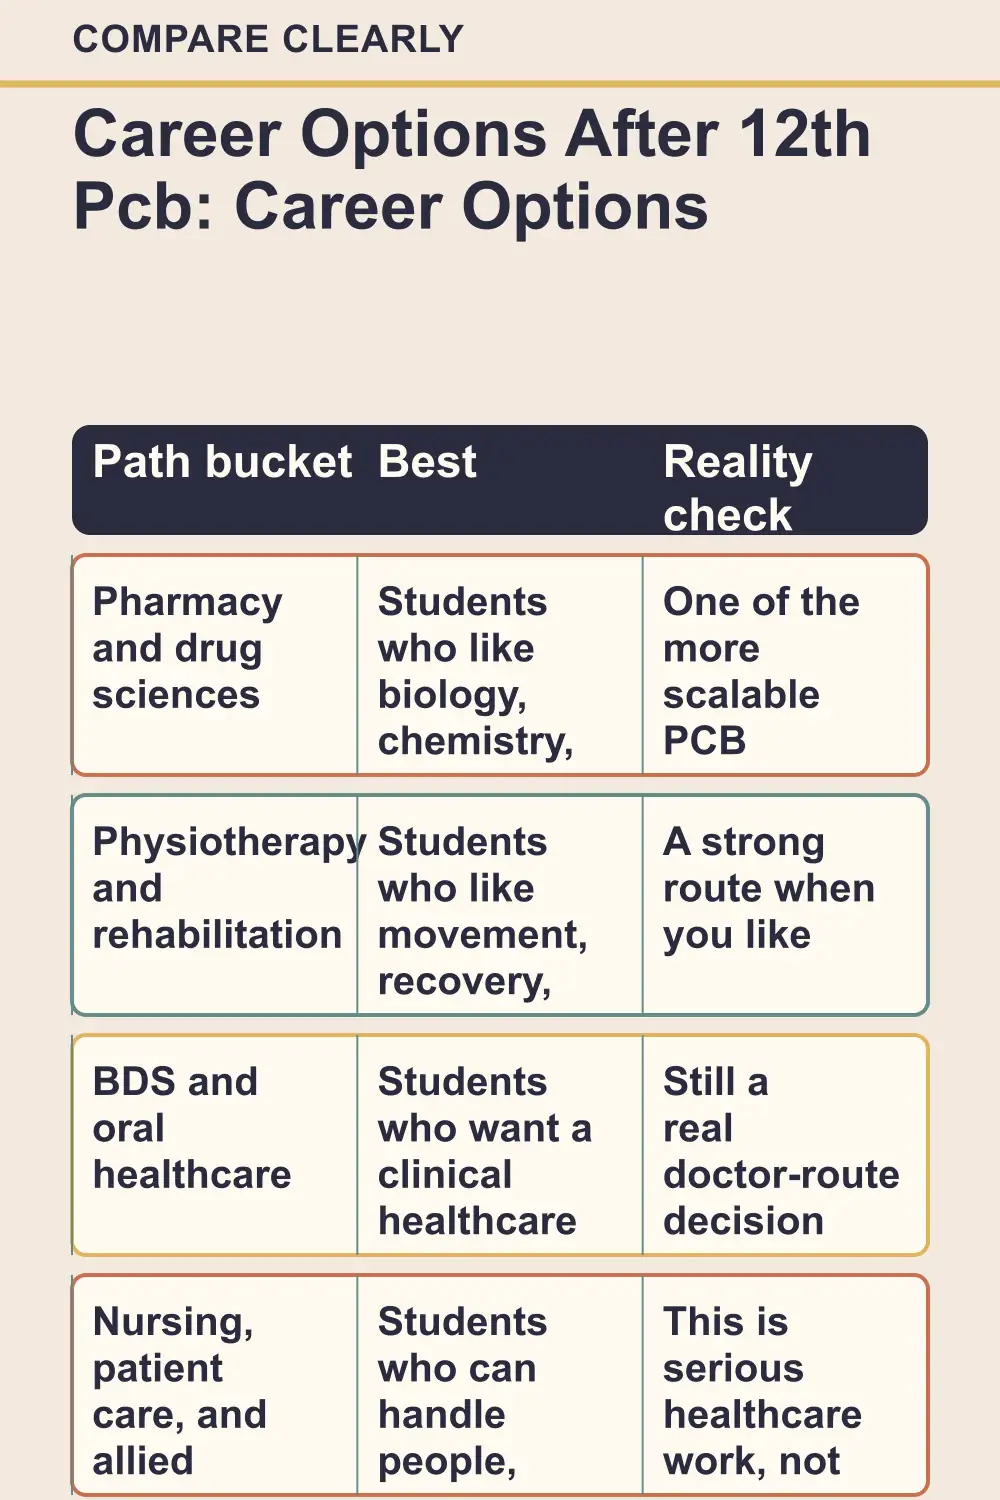 COMPARE CLEARLY
Career Options After 12th
Pcb: Career Options
Path bucket
Best
Reality
check
Pharmacy
and drug
sciences
Students
who like
biology,
chemistry,
One of the
more
scalable
PCB
Physiotherapy
and
rehabilitation
Students
who like
movement,
recovery,
A strong
route when
you like
BDS and
oral
healthcare
Students
who want a
clinical
healthcare
Still a
real
doctor-route
decision
Nursing,
patient
care, and
allied
Students
who can
handle
people,
This is
serious
healthcare
work, not